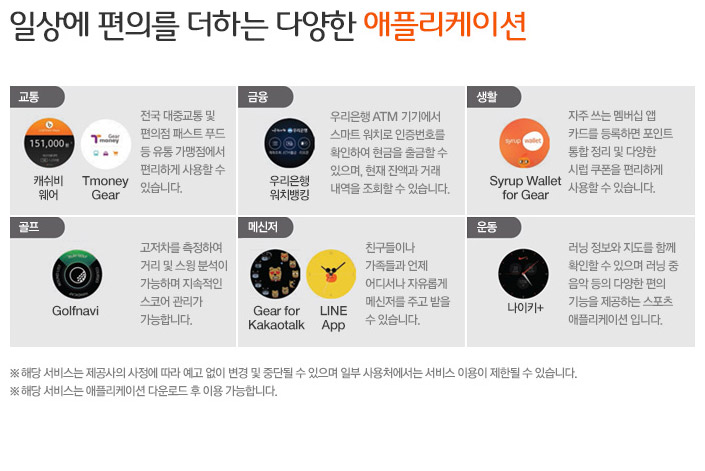 일상에 편의를 더하는 다양한 애플리케이션
교통
151,000
캐쉬비
웨어
Gear
Tmoney
Tmoney
Gear
전국 대중교통 및
편의점 패스트 푸드
등 유통 가맹점에서
편리하게 사용할 수
있습니다.
금융
우리은행
우리은행
워치뱅킹
우리은행 ATM 기기에서
스마트 워치로 인증번호를
확인하여 현금을 출금할 수
있으며, 현재 잔액과 거래
내역을 조회할 수 있습니다.
생활
syrup wallet
Syrup Wallet
for Gear
자주 쓰는 멤버십 앱
카드를 등록하면 포인트
통합 정리 및 다양한
시럽 쿠폰을 편리하게
사용할 수 있습니다.
골프
Golfnavi
고저차를 측정하여
거리 및 스윙 분석이
가능하며 지속적인
스코어 관리가
가능합니다.
메신저
Gear for
Kakaotalk
LINE
App
친구들이나
가족들과 언제
어디서나 자유롭게
메신저를 주고 받을
수 있습니다.
운동
나이키+
러닝 정보와 지도를 함께
확인할 수 있으며 러닝 중
음악 등의 다양한 편의
기능을 제공하는 스포츠
애플리케이션 입니다.
※ 해당 서비스는 제공사의 사정에 따라 예고 없이 변경 및 중단될 수 있으며 일부 사용처에서는 서비스 이용이 제한될 수 있습니다.
※ 해당 서비스는 애플리케이션 다운로드 후 이용 가능합니다.